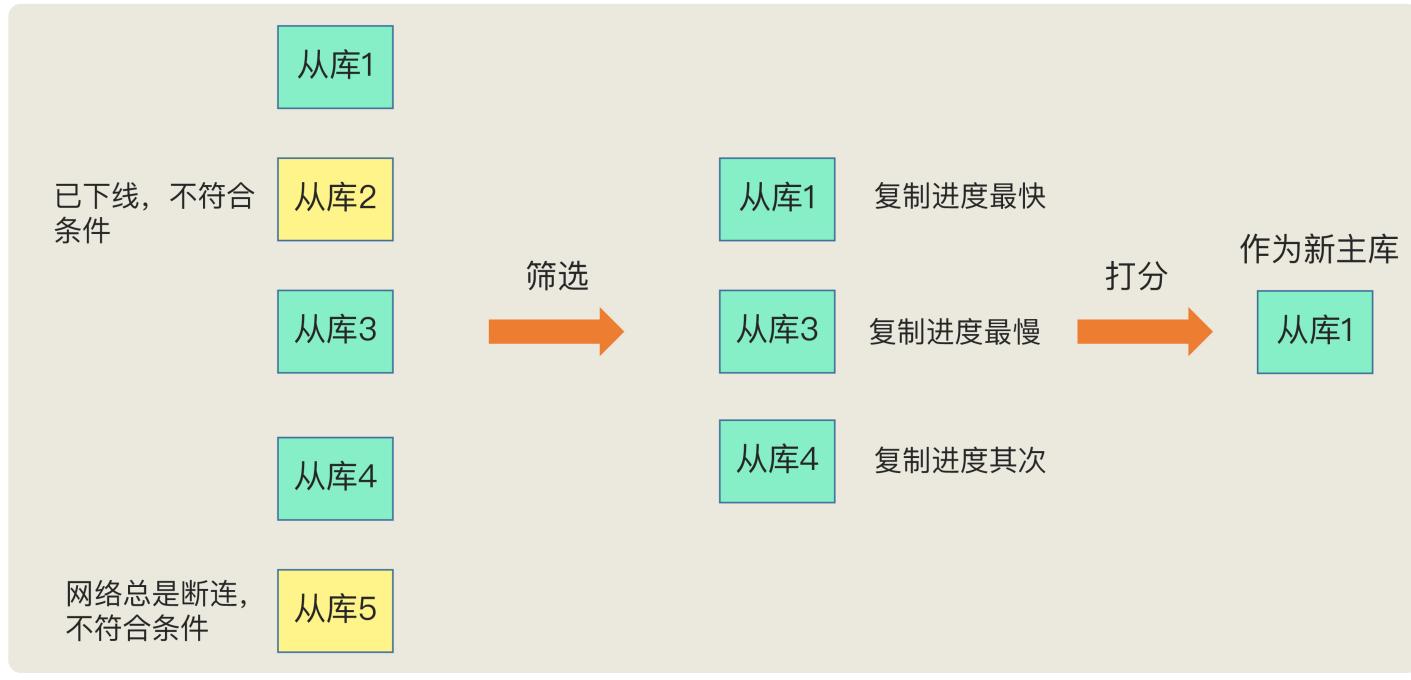 从库1
已下线，不符合
条件
从库2
从库3
从库4
网络总是断连，
不符合条件
从库5
筛选
从库1
复制进度最快
从库3
复制进度最慢
从库4
复制进度其次
打分
作为新主库
从库1